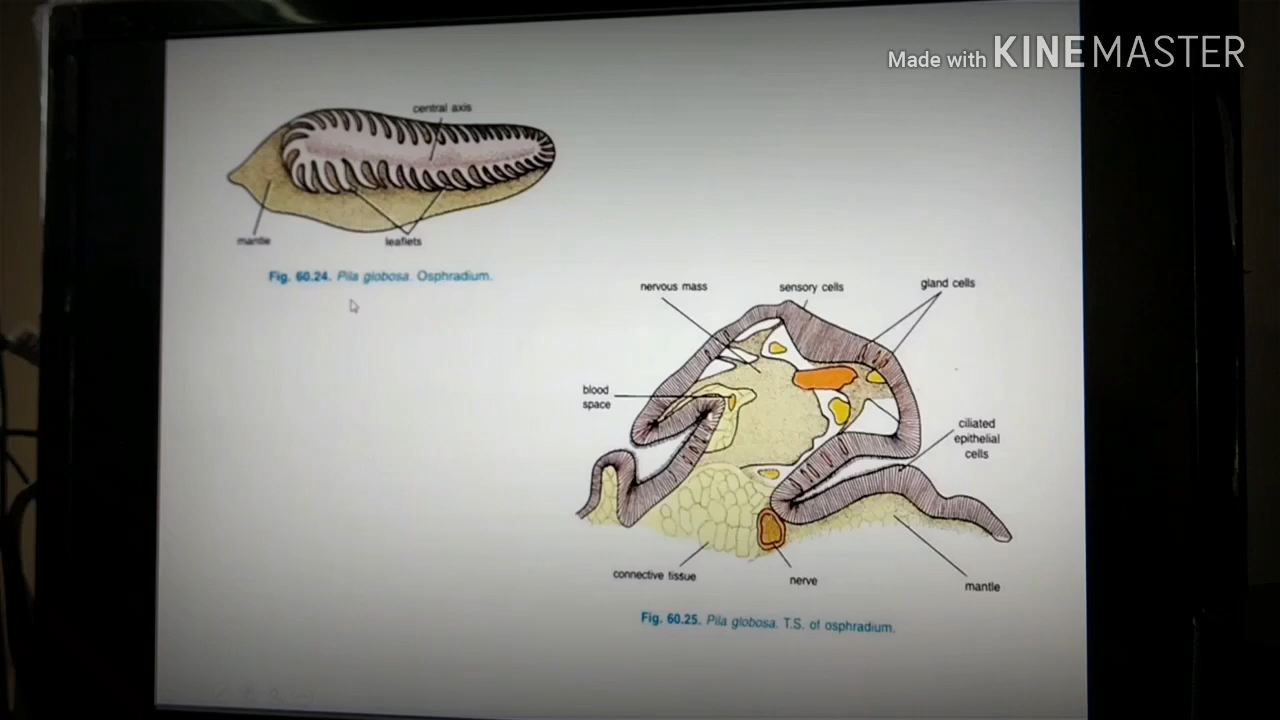 Made with KINEMASTER
central axis
mantle
leaflets
Fig. 60.24. Pila globosa. Osphradium.
nervous mass
sensory cells
gland cells
blood
space
ciliated
epithelial
cells
connective tissue
nerve
mantle
Fig. 60.25. Pila globosa. T.S. of osphradium.